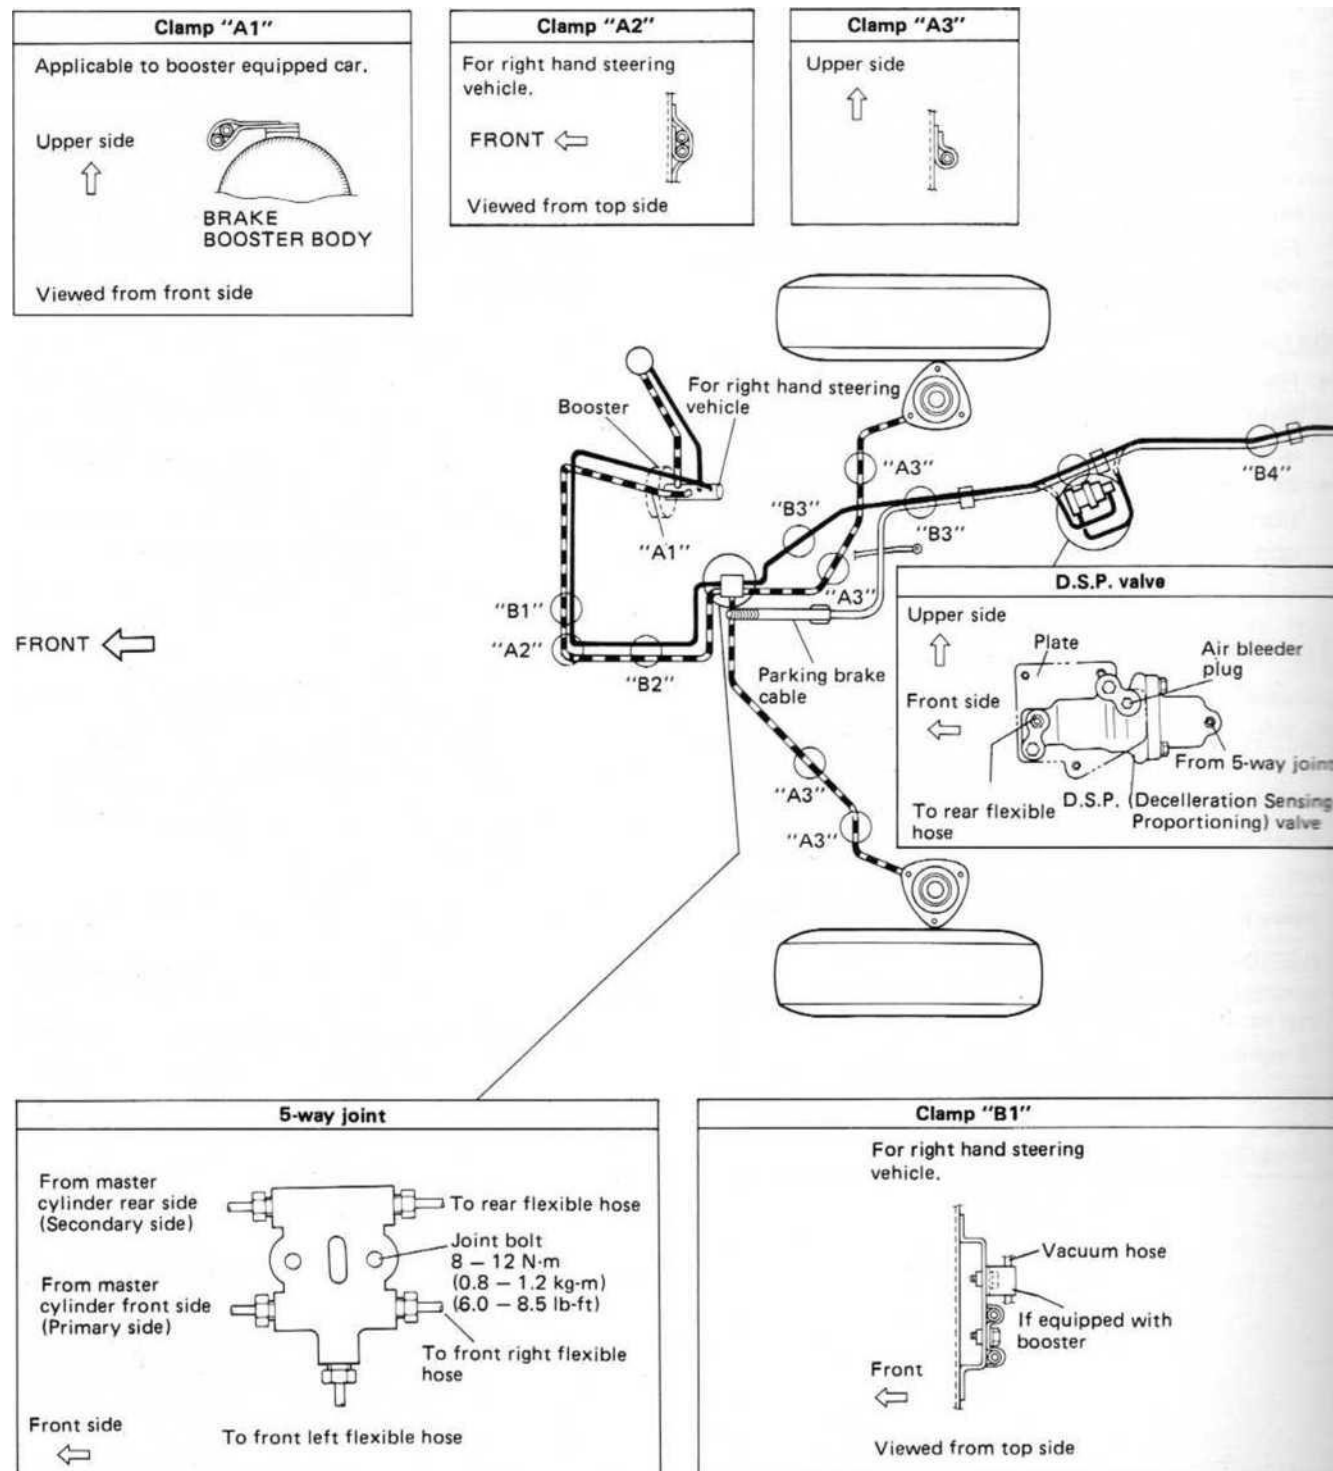 Clamp "A1"
Applicable to booster equipped car.
Upper side
BRAKE
BOOSTER BODY
Viewed from front side
Clamp "A2"
For right hand steering
vehicle.
FRONT
Viewed from top side
Clamp "A3"
Upper side
Booster
For right hand steering
vehicle
"A3"
"B4"
"B3"
"B3"
"A1"
"A3"
"B1"
FRONT
"A2"
"B2"
Parking brake
cable
"A3"
"A3"
D.S.P. valve
Upper side
Plate
Air bleeder
plug
Front side
From 5-way joint
To rear flexible
hose
D.S.P. (Decelleration Sensing
Proportioning) valve
5-way joint
From master
cylinder rear side
(Secondary side)
To rear flexible hose
Joint bolt
8 – 12 N·m
(0.8 – 1.2 kg-m)
(6.0 – 8.5 lb-ft)
From master
cylinder front side
(Primary side)
To front right flexible
hose
Front side
To front left flexible hose
Clamp "B1"
For right hand steering
vehicle.
Vacuum hose
If equipped with
booster
Front
Viewed from top side